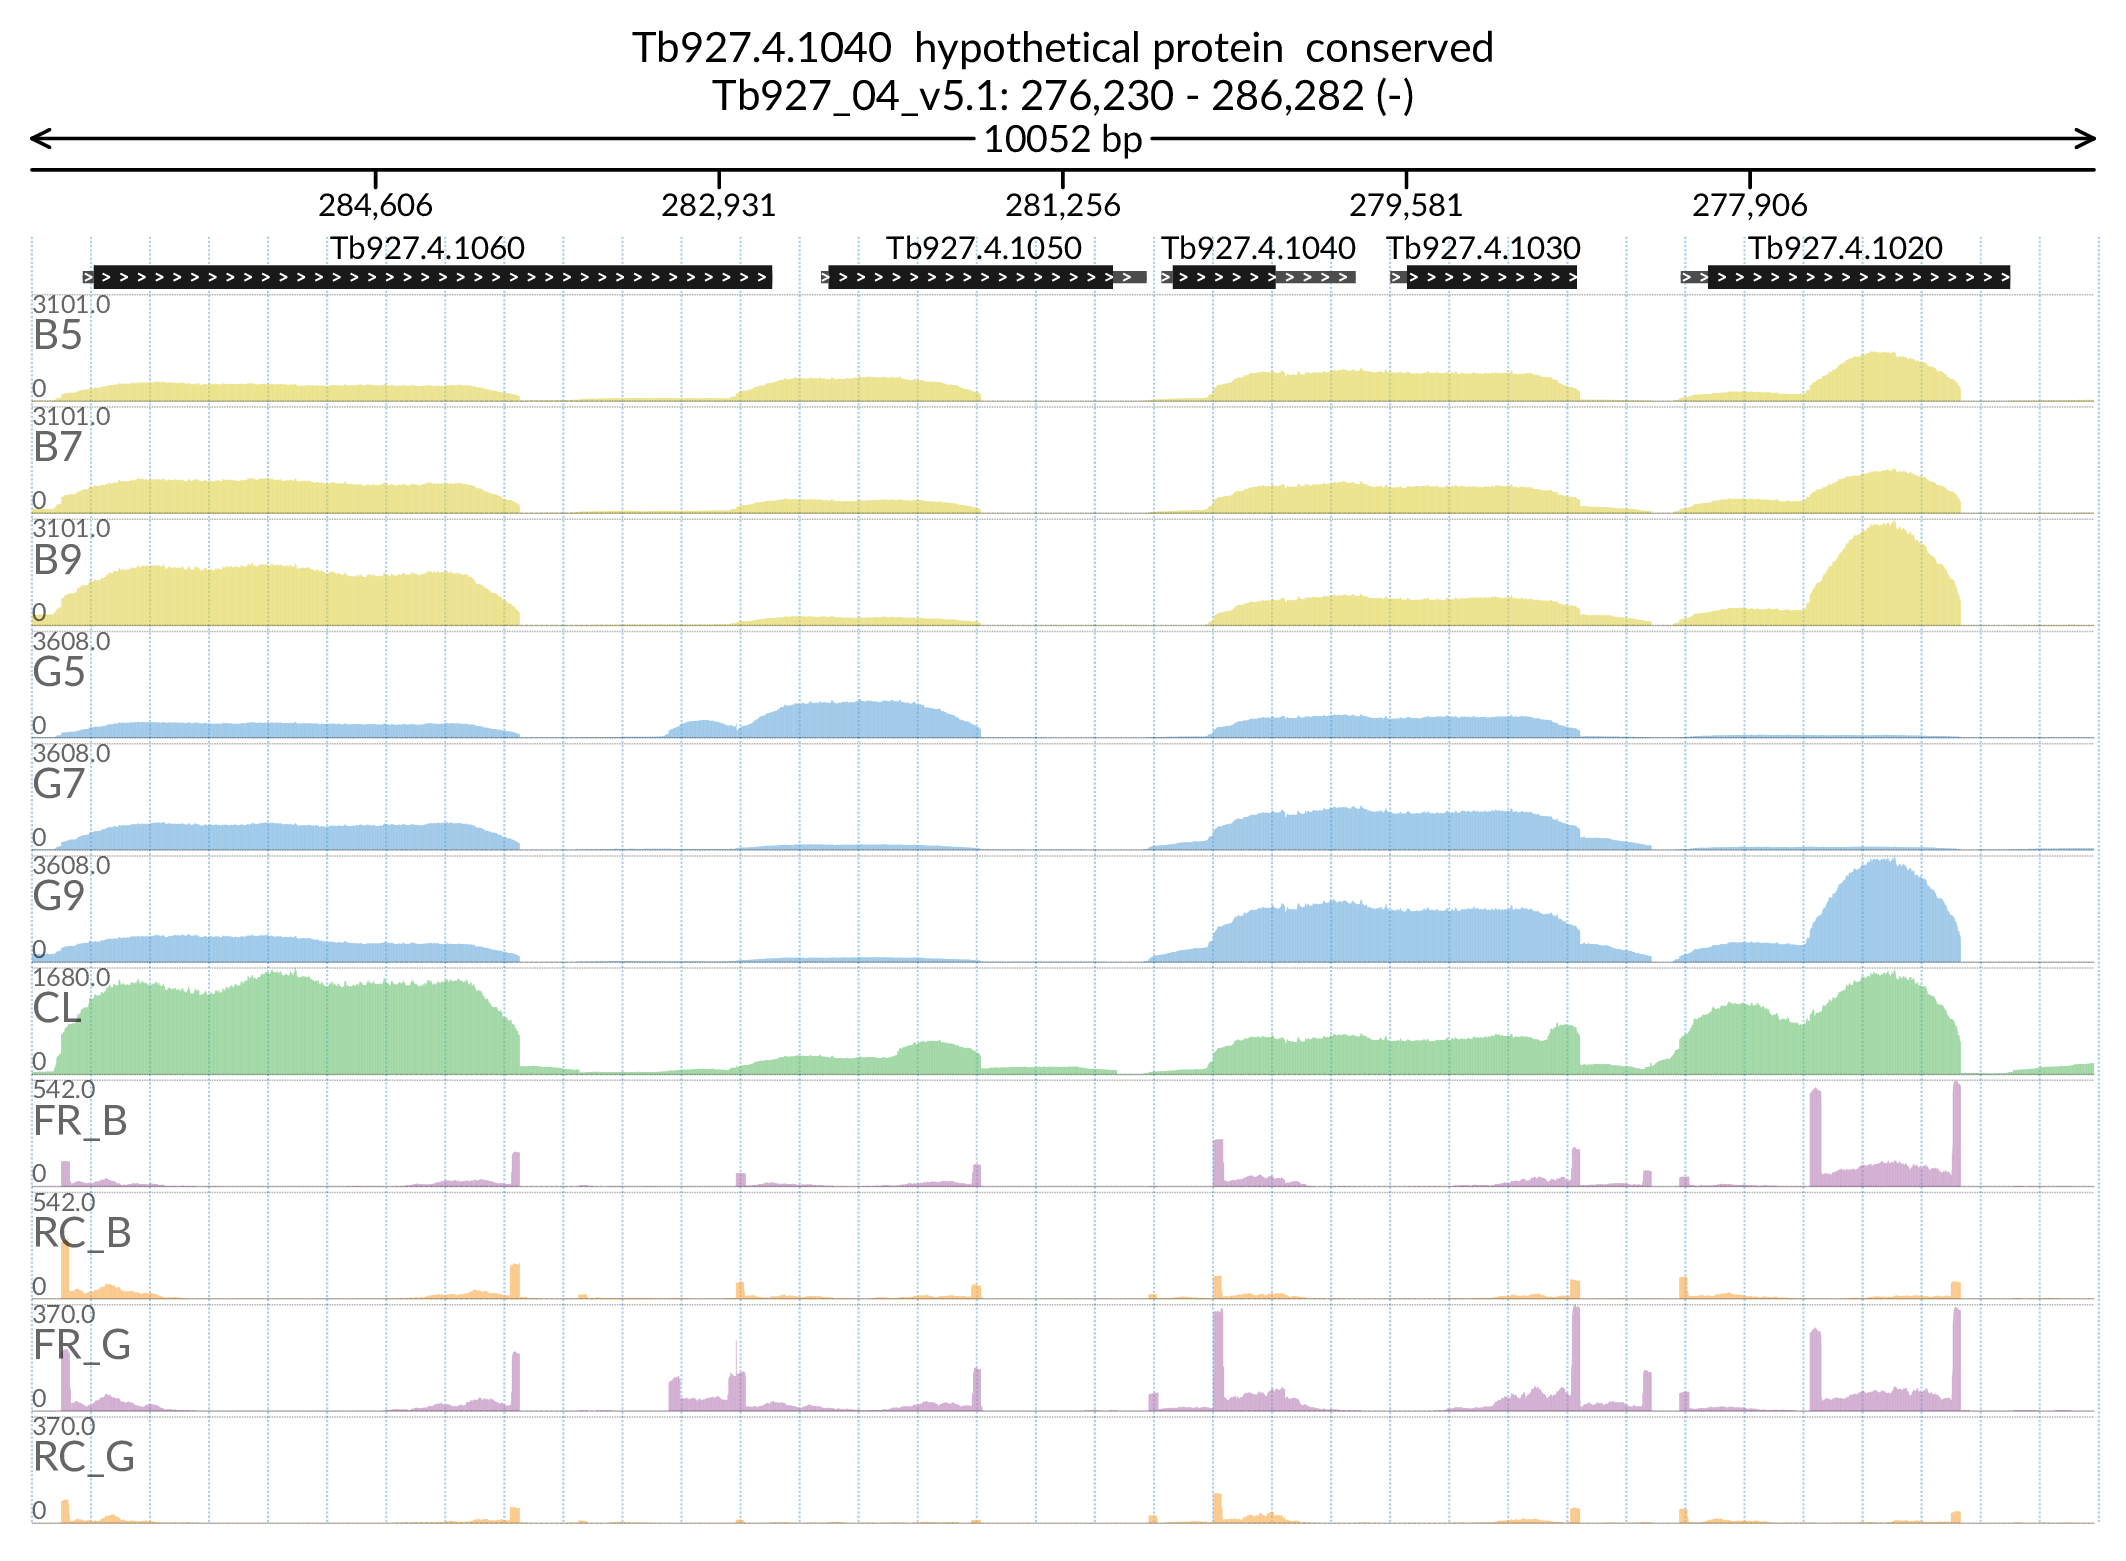 Tb927.4.1040 hypothetical protein conserved
Tb927_04_v5.1: 276,230 - 286,282 (-)
10052 bp
284,606 282,931 281,256 279,581 277,906
Tb927.4.1060 Tb927.4.1050 Tb927.4.1040 Tb927.4.1030 Tb927.4.1020
3101.0
B5
0
3101.0
B7
0
3101.0
B9
0
3608.0
G5
0
3608.0
G7
0
3608.0
G9
0
1680.0
CL
0
542.0
FR_B
0
542.0
RC_B
0
370.0
FR_G
0
370.0
RC_G
0